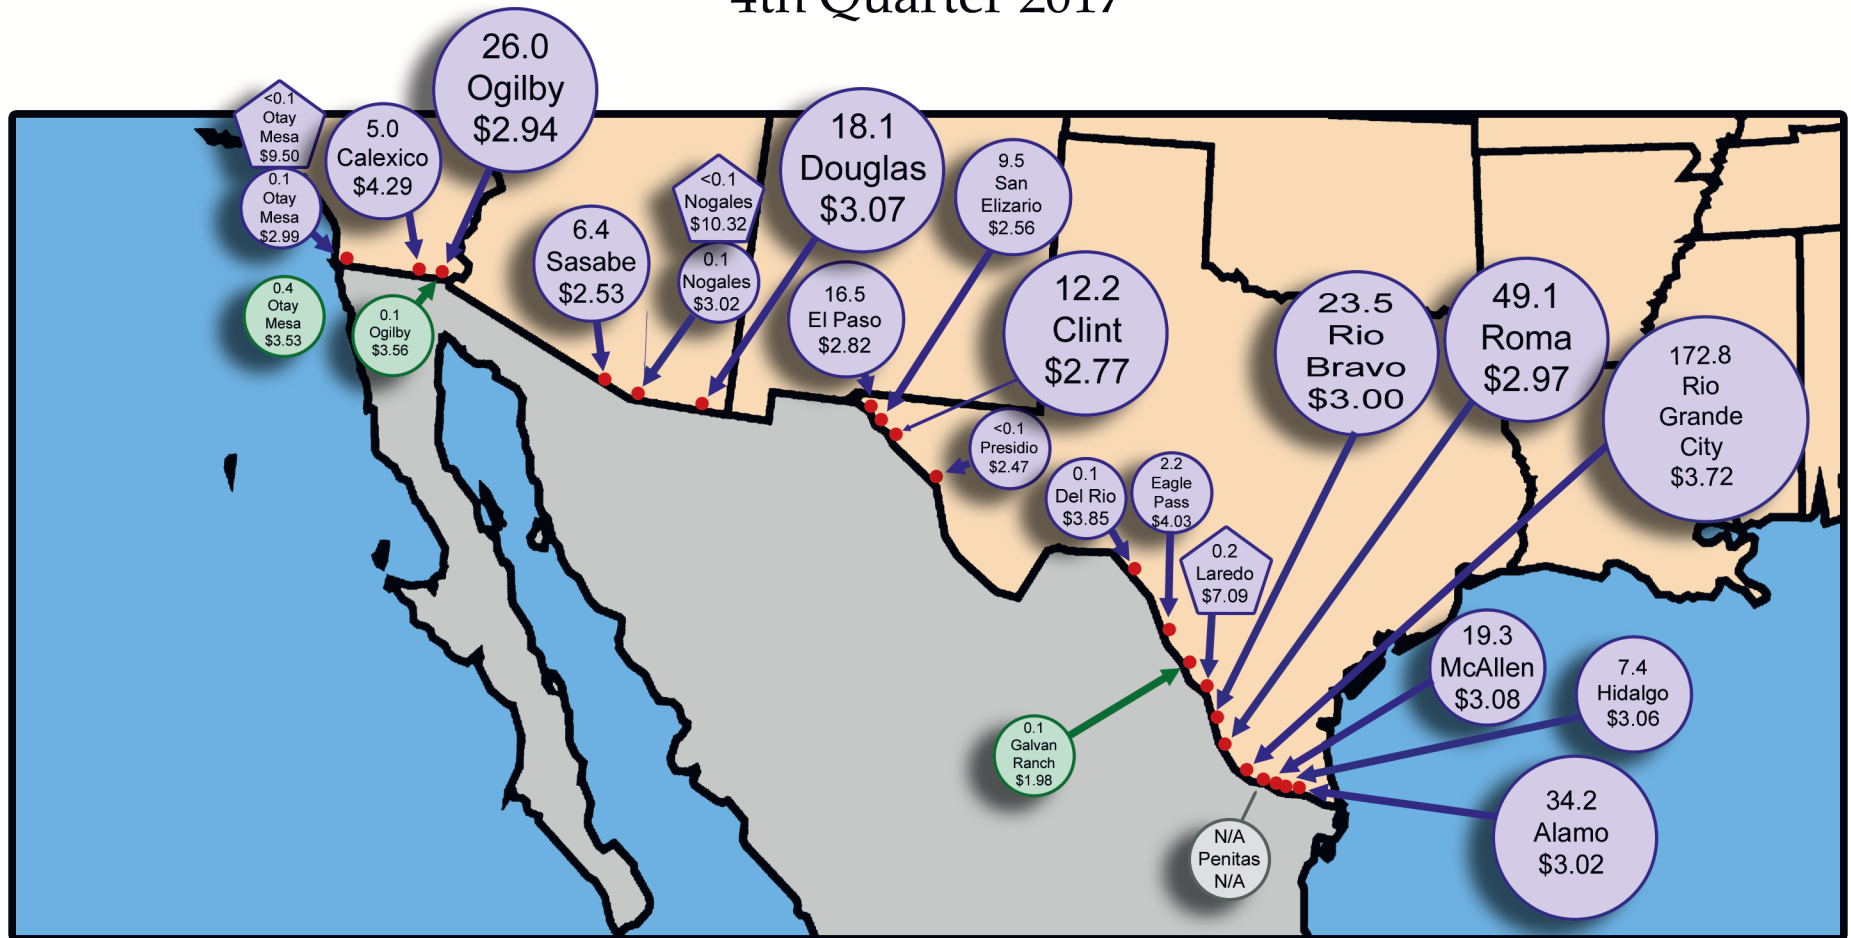 4th Quarter 2017
<0.1
Otay
Mesa
$9.50
0.1
Otay
Mesa
$2.99
5.0
Calexico
$4.29
26.0
Ogilby
$2.94
0.4
Otay
Mesa
$3.53
0.1
Ogilby
$3.56
6.4
Sasabe
$2.53
<0.1
Nogales
$10.32
0.1
Nogales
$3.02
18.1
Douglas
$3.07
16.5
El Paso
$2.82
9.5
San
Elizario
$2.56
12.2
Clint
$2.77
<0.1
Presidio
$2.47
0.1
Del Rio
$3.85
2.2
Eagle
Pass
$4.03
0.2
Laredo
$7.09
23.5
Rio
Bravo
$3.00
49.1
Roma
$2.97
172.8
Rio
Grande
City
$3.72
0.1
Galvan
Ranch
$1.98
19.3
McAllen
$3.08
7.4
Hidalgo
$3.06
34.2
Alamo
$3.02
N/A
Penitas
N/A